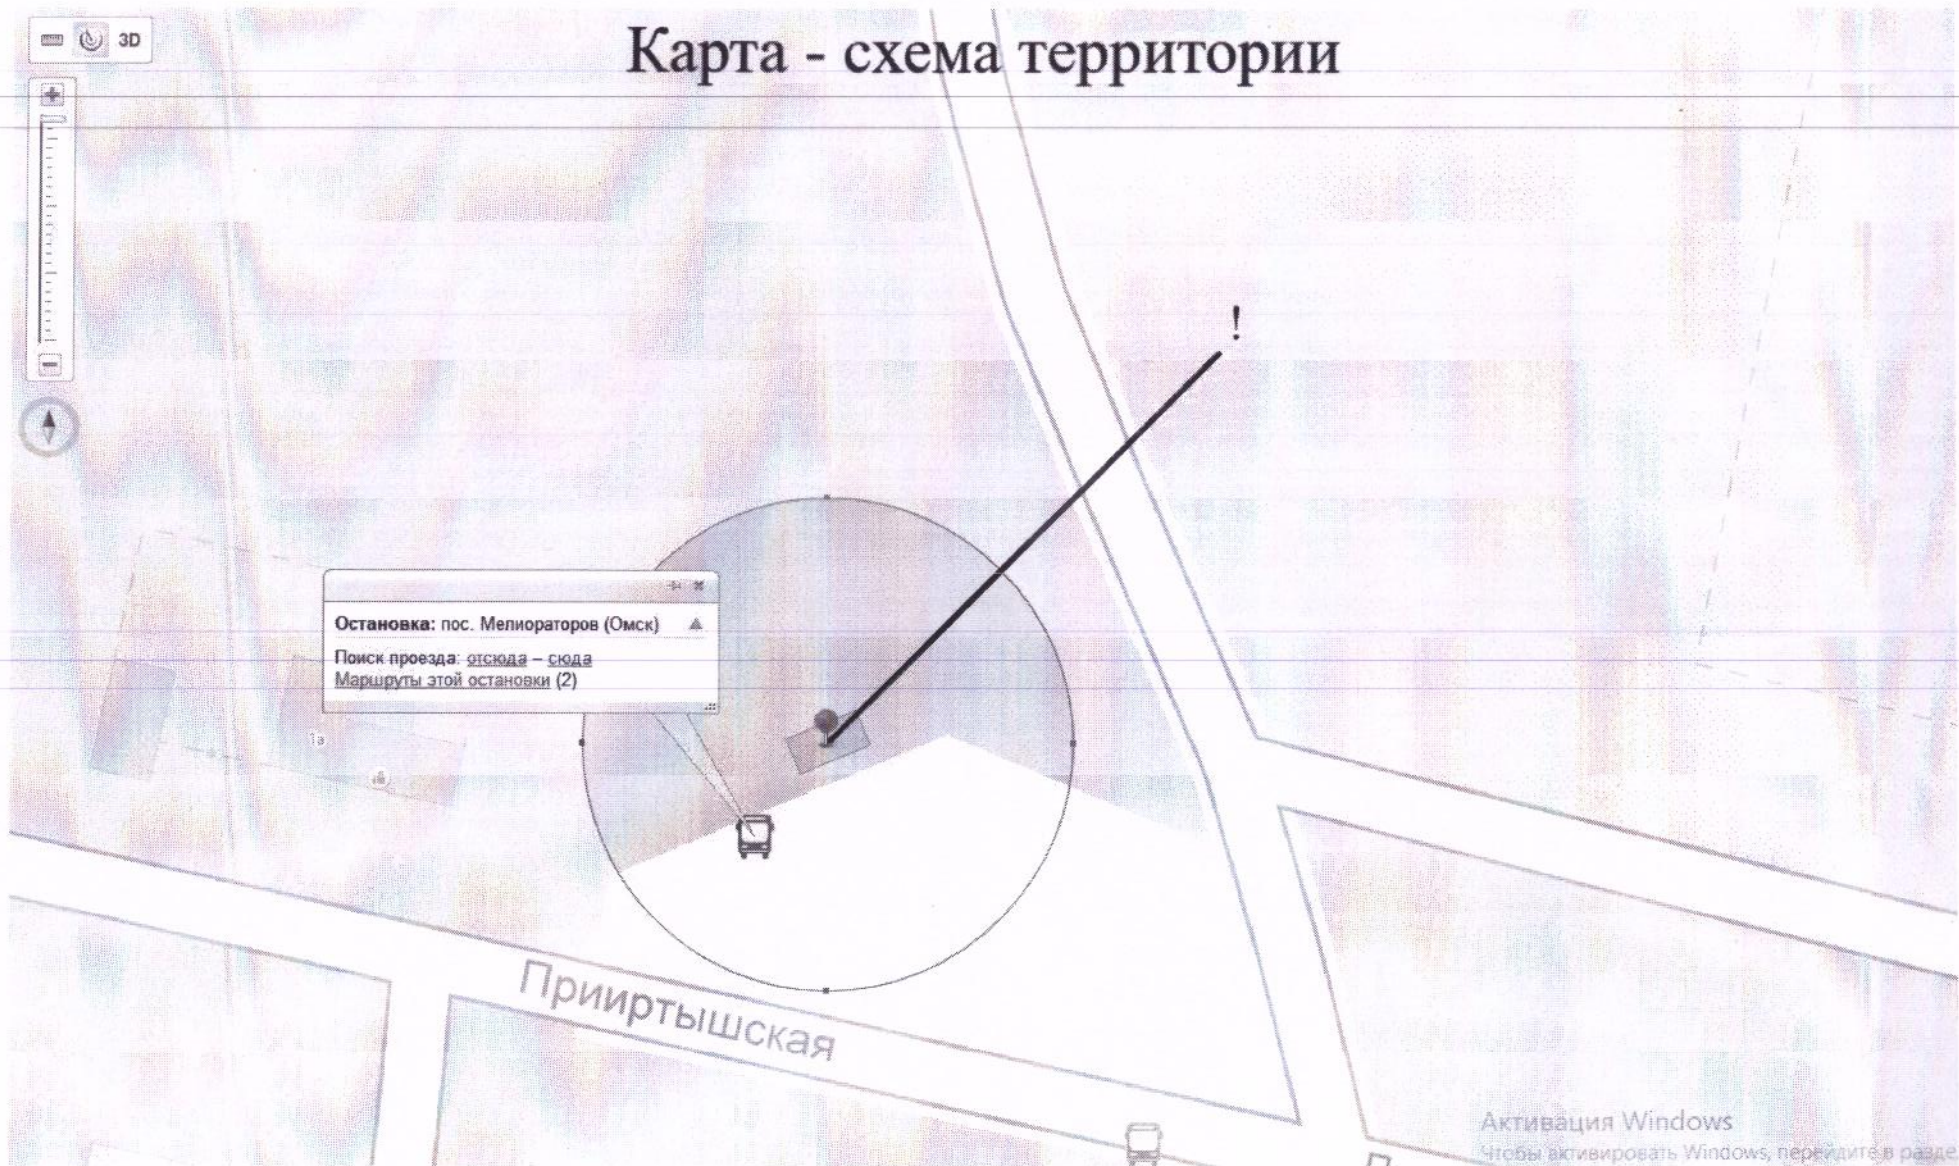 3D
Карта - схема территории
!
Остановка: пос. Мелиораторов (Омск)
Поиск проезда: отсюда – сюда
Маршруты этой остановки (2)
1а
Прииртышская
П
Активация Windows
Чтобы активировать Windows, перейдите в разде